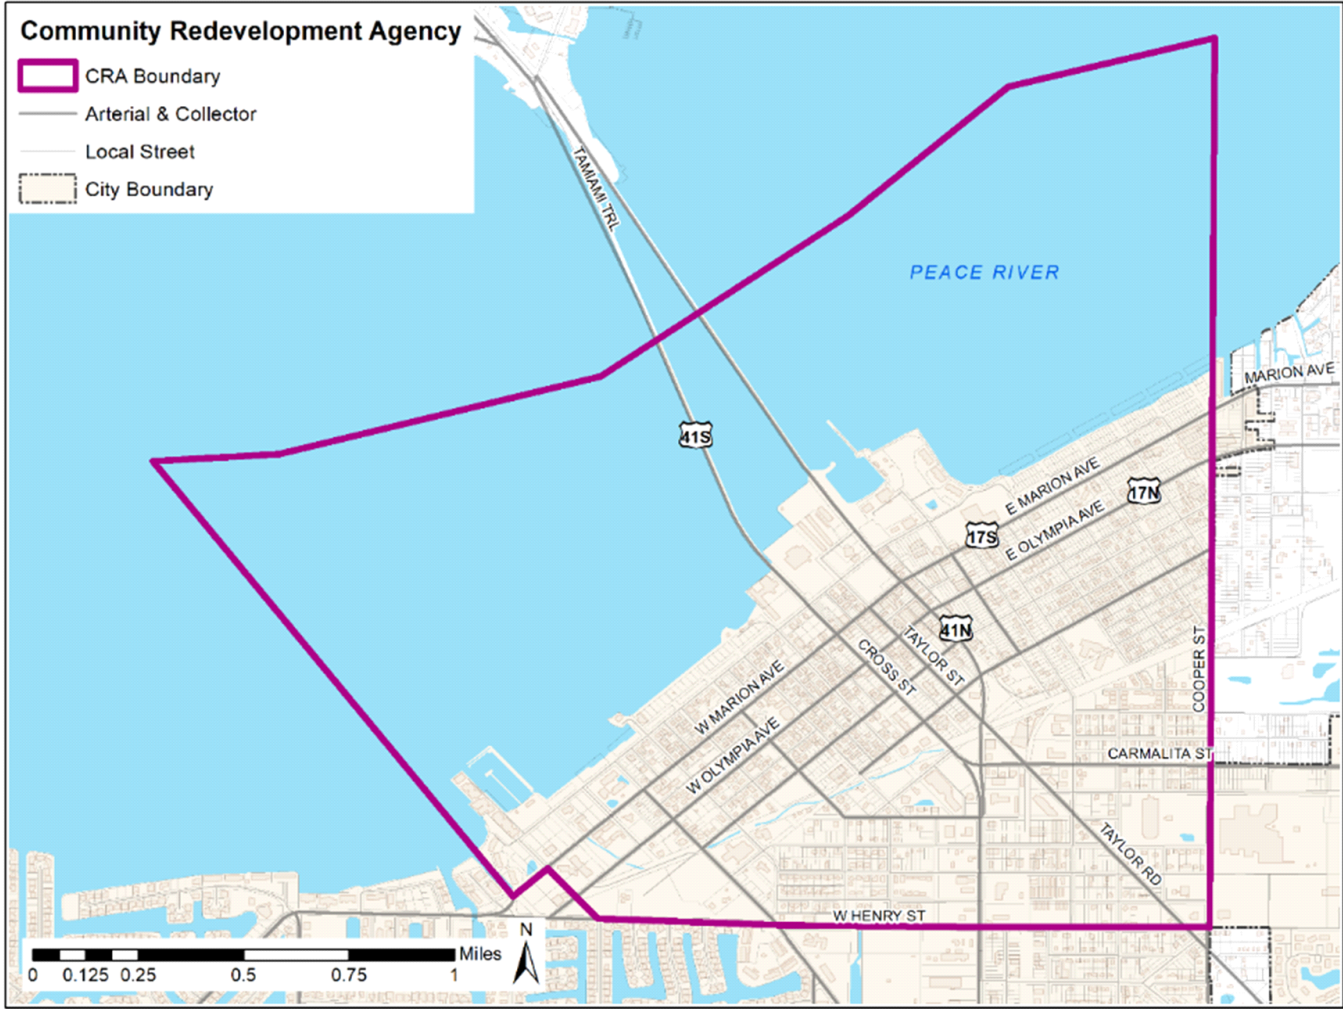 Community Redevelopment Agency
CRA Boundary
Arterial & Collector
Local Street
City Boundary
TAMIAMI TRL
PEACE RIVER
MARION AVE
41S
E MARION AVE
17N
17S
E OLYMPIA AVE
41N
TAYLOR ST
CROSS ST
COOPER ST
W MARION AVE
W OLYMPIA AVE
CARMALITA ST
TAYLOR RD
W HENRY ST
N
Miles
0 0.125 0.25 0.5 0.75 1